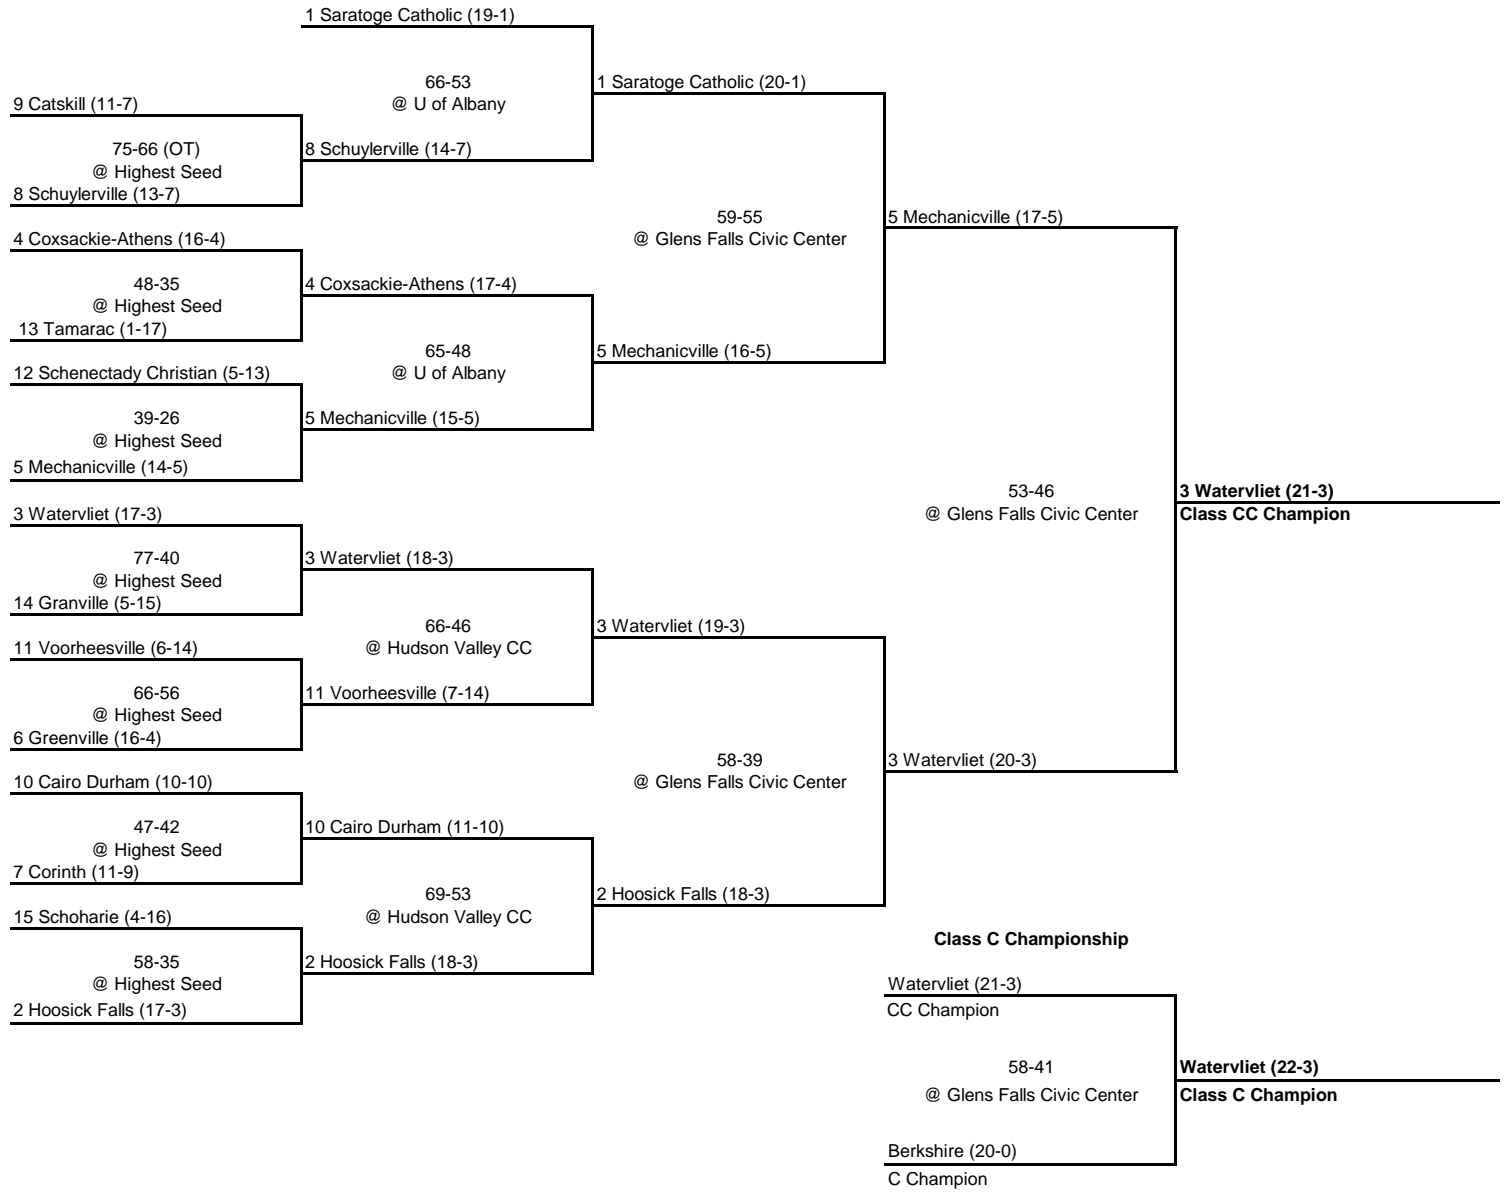 1 Saratoge Catholic (19-1)
66-53
@ U of Albany
1 Saratoge Catholic (20-1)
9 Catskill (11-7)
75-66 (OT)
@ Highest Seed
8 Schuylerville (14-7)
8 Schuylerville (13-7)
59-55
@ Glens Falls Civic Center
5 Mechanicville (17-5)
4 Coxsackie-Athens (16-4)
48-35
@ Highest Seed
4 Coxsackie-Athens (17-4)
13 Tamarac (1-17)
65-48
@ U of Albany
5 Mechanicville (16-5)
12 Schenectady Christian (5-13)
39-26
@ Highest Seed
5 Mechanicville (15-5)
5 Mechanicville (14-5)
53-46
@ Glens Falls Civic Center
3 Watervliet (21-3)
Class CC Champion
3 Watervliet (17-3)
77-40
@ Highest Seed
3 Watervliet (18-3)
14 Granville (5-15)
66-46
@ Hudson Valley CC
3 Watervliet (19-3)
11 Voorheesville (6-14)
66-56
@ Highest Seed
11 Voorheesville (7-14)
6 Greenville (16-4)
58-39
@ Glens Falls Civic Center
3 Watervliet (20-3)
10 Cairo Durham (10-10)
47-42
@ Highest Seed
10 Cairo Durham (11-10)
7 Corinth (11-9)
69-53
@ Hudson Valley CC
2 Hoosick Falls (18-3)
15 Schoharie (4-16)
58-35
@ Highest Seed
2 Hoosick Falls (18-3)
2 Hoosick Falls (17-3)
Class C Championship
Watervliet (21-3)
CC Champion
58-41
@ Glens Falls Civic Center
Watervliet (22-3)
Class C Champion
Berkshire (20-0)
C Champion